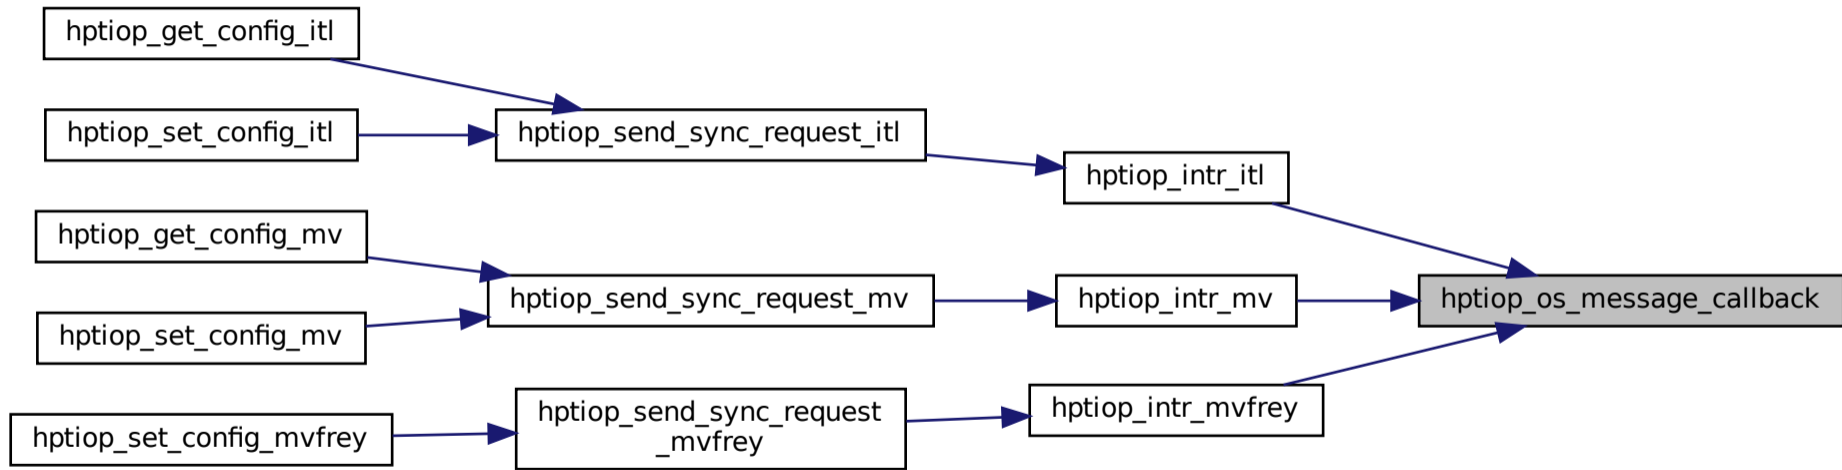 hptiop_get_config_itl
hptiop_set_config_itl
hptiop_send_sync_request_itl
hptiop_intr_itl
hptiop_get_config_mv
hptiop_set_config_mv
hptiop_send_sync_request_mv
hptiop_intr_mv
hptiop_os_message_callback
hptiop_set_config_mvfrey
hptiop_send_sync_request
_mvfrey
hptiop_intr_mvfrey